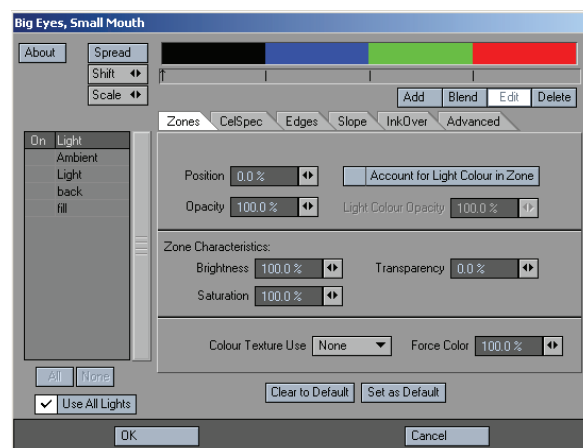 Big Eyes, Small Mouth
About
Spread
Shift
Scale
Add Blend Edit Delete
Zones CelSpec Edges Slope InkOver Advanced
On Light
Ambient
Light
back
fill
Position 0.0 % Account for Light Colour in Zone
Opacity 100.0 % Light Colour Opacity 100.0 %
Zone Characteristics:
Brightness 100.0 % Transparency 0.0 %
Saturation 100.0 %
Colour Texture Use None Force Color 100.0 %
All None
Clear to Default Set as Default
Use All Lights
OK Cancel